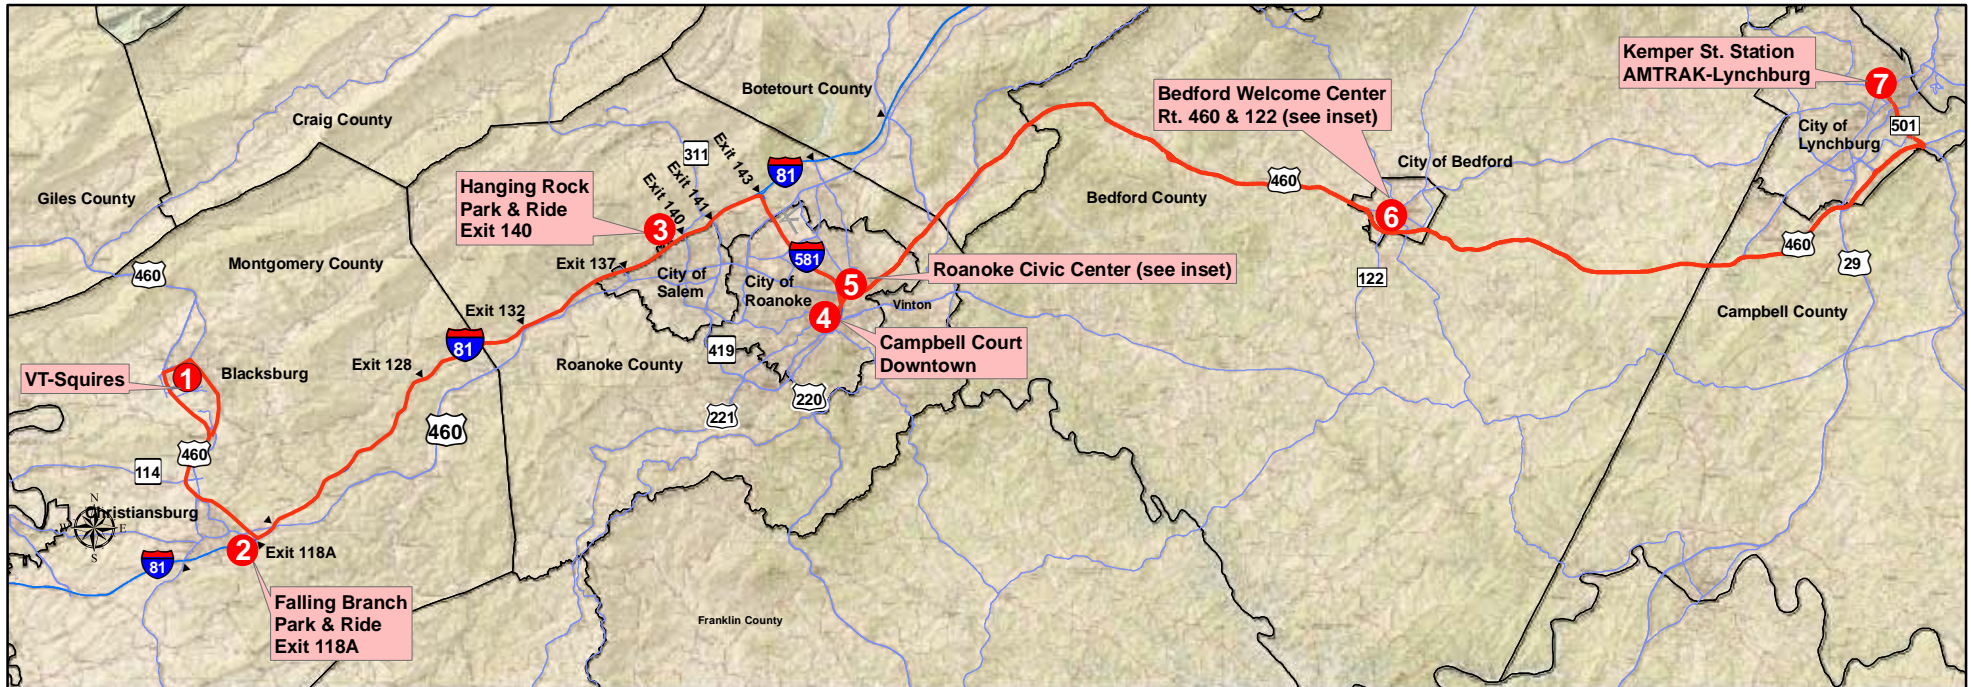 Kemper St. Station
AMTRAK-Lynchburg
7
Botetourt County
Bedford Welcome Center
Rt. 460 & 122 (see inset)
Craig County
501
City of
Lynchburg
311
Exit 143
81
City of Bedford
Hanging Rock
Park & Ride
Exit 140
Exit 141
Exit 140
460
Giles County
Bedford County
6
3
581
460
29
Montgomery County
460
Exit 137
City of
Salem
City of
Roanoke
5
Roanoke Civic Center (see inset)
122
Vinton
4
Exit 132
Campbell County
81
419
Campbell Court
Downtown
Exit 128
Roanoke County
VT-Squires
1
Blacksburg
220
221
460
460
114
N
Christiansburg
W
E
S
2
Exit 118A
81
Falling Branch
Park & Ride
Exit 118A
Franklin County